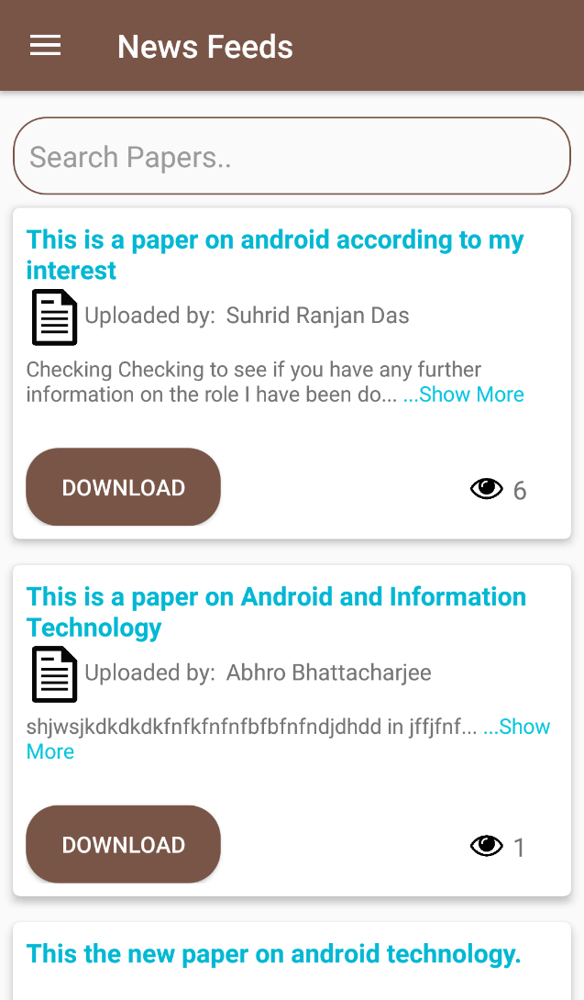 News Feeds
Search Papers..
This is a paper on android according to my
interest
Uploaded by: Suhrid Ranjan Das
Checking Checking to see if you have any further
information on the role I have been do... ...Show More
DOWNLOAD
6
This is a paper on Android and Information
Technology
Uploaded by: Abhro Bhattacharjee
shjwsjkdkdkdkfnfkfnfnfbfbfnfndjdhdd in jffjfnf... ...Show
More
DOWNLOAD
1
This the new paper on android technology.